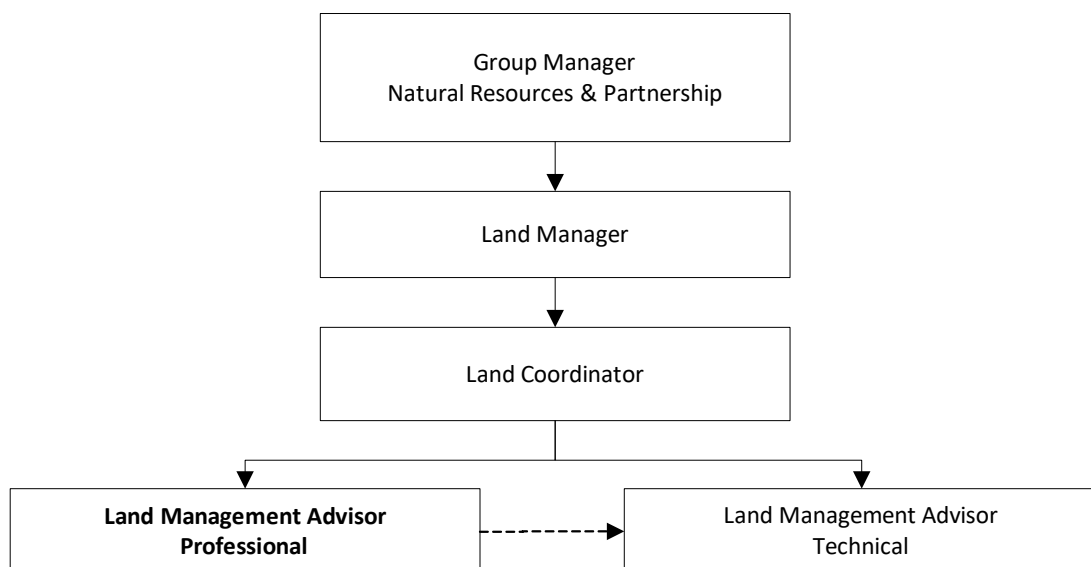 Group Manager
Natural Resources & Partnership
Land Manager
Land Coordinator
Land Management Advisor
Professional
Land Management Advisor
Technical